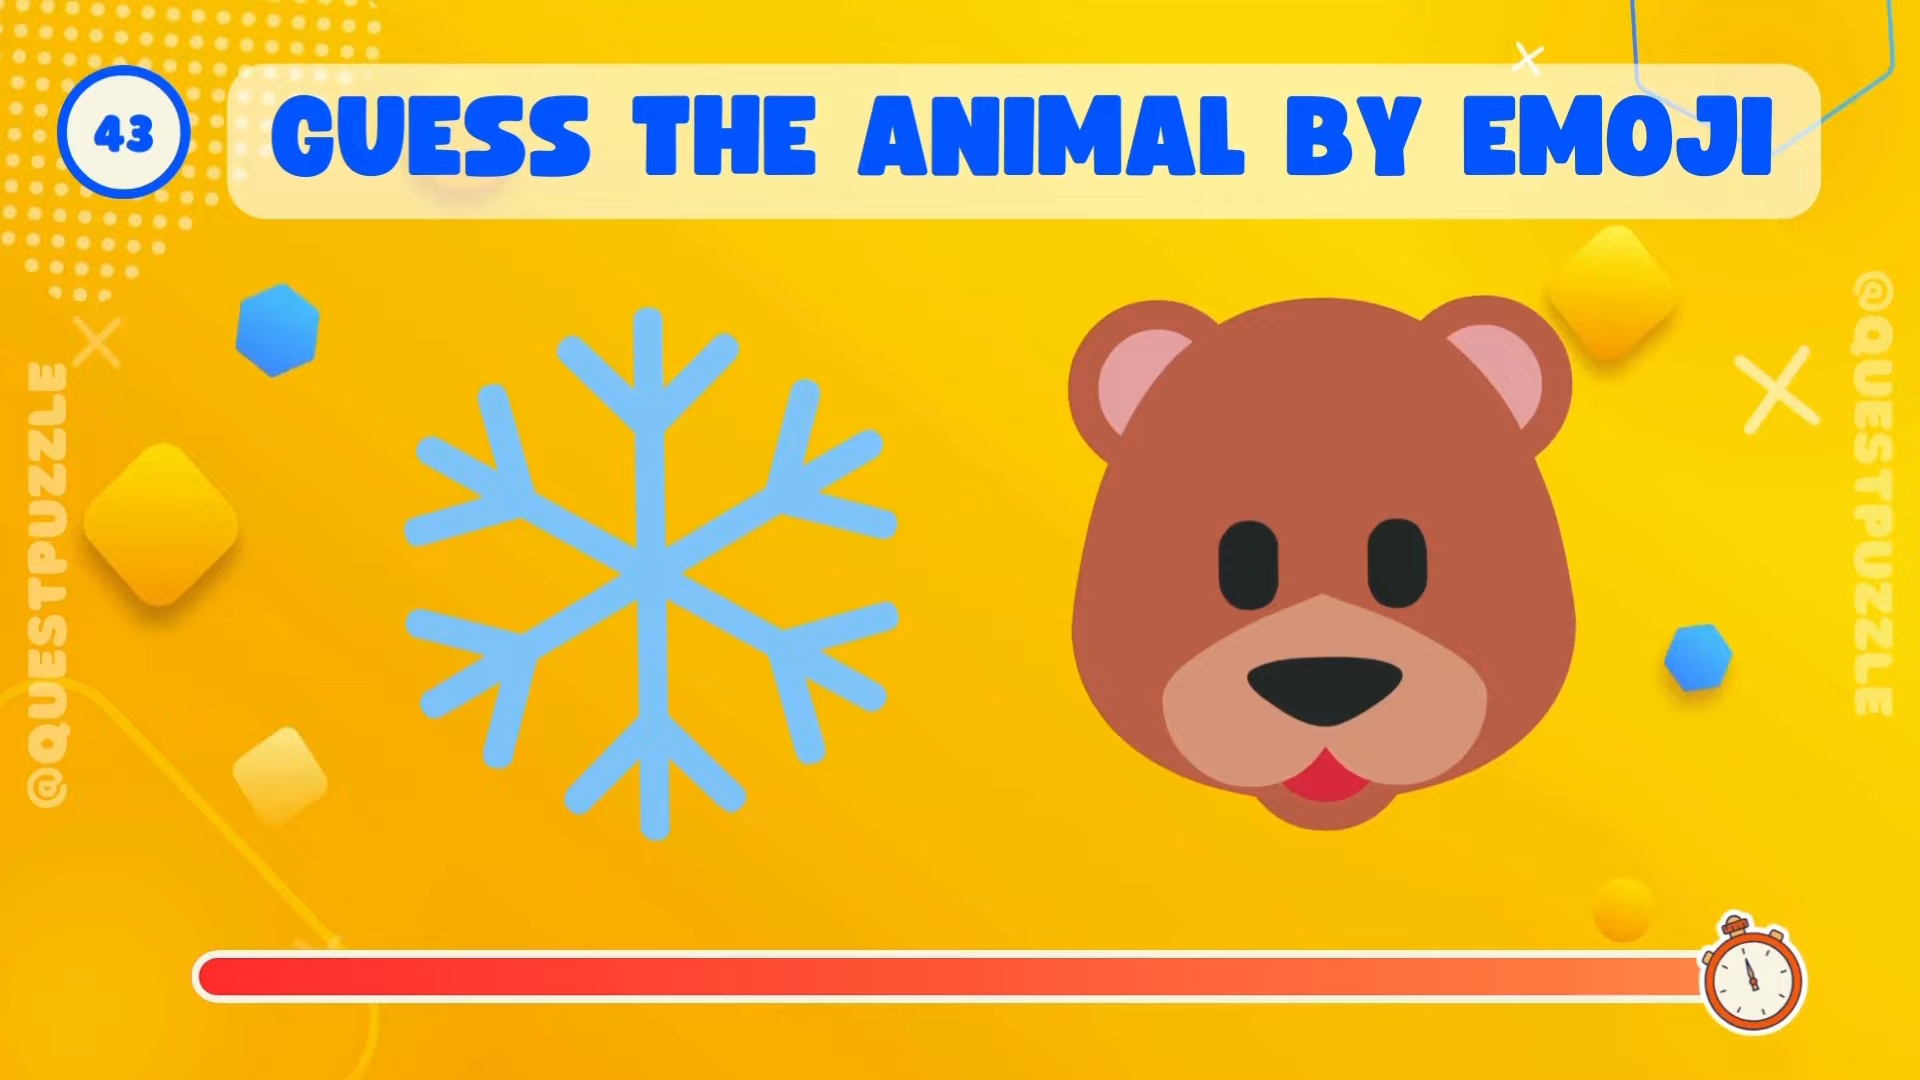 43
GUESS THE ANIMAL BY EMOJI
@QUESTPUZZLE
@QUESTPUZZLE